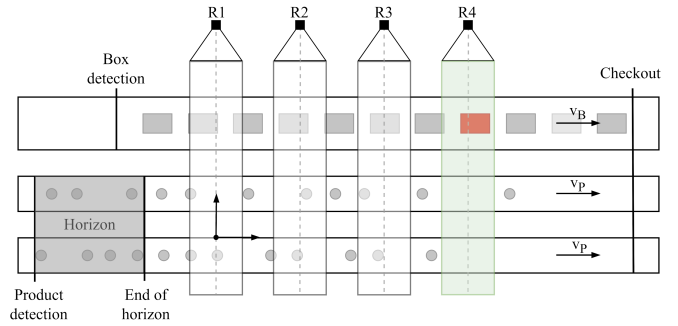 R1 R2 R3 R4
Box
detection
Checkout
v_B
v_P
Horizon
v_P
Product
detection
End of
horizon